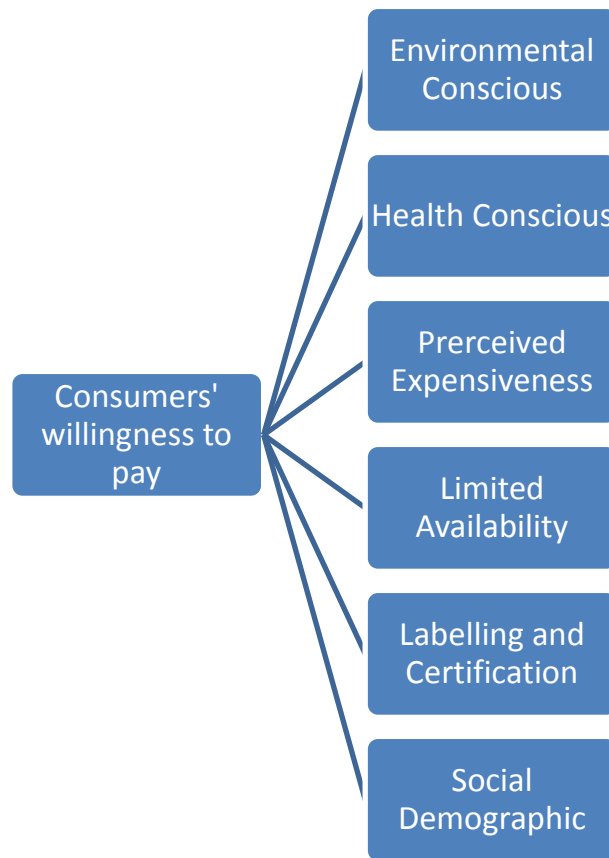 Environmental
Conscious
Health Conscious
Prerceived
Expensiveness
Consumers'
willingness to
pay
Limited
Availability
Labelling and
Certification
Social
Demographic